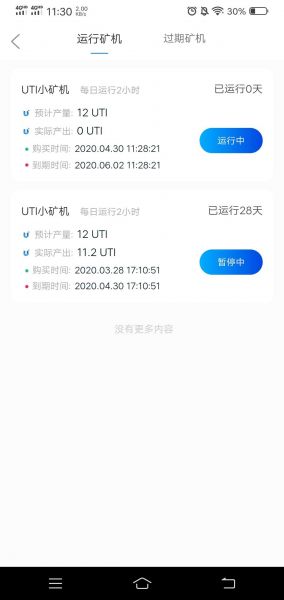 4G HD 4G HD 11:30 2.00 KB/s 30%
运行矿机 过期矿机
UTI小矿机 每日运行2小时 已运行0天
预计产量: 12 UTI
实际产出: 0 UTI
运行中
购买时间: 2020.04.30 11:28:21
到期时间: 2020.06.02 11:28:21
UTI小矿机 每日运行2小时 已运行28天
预计产量: 12 UTI
实际产出: 11.2 UTI
暂停中
购买时间: 2020.03.28 17:10:51
到期时间: 2020.04.30 17:10:51
没有更多内容